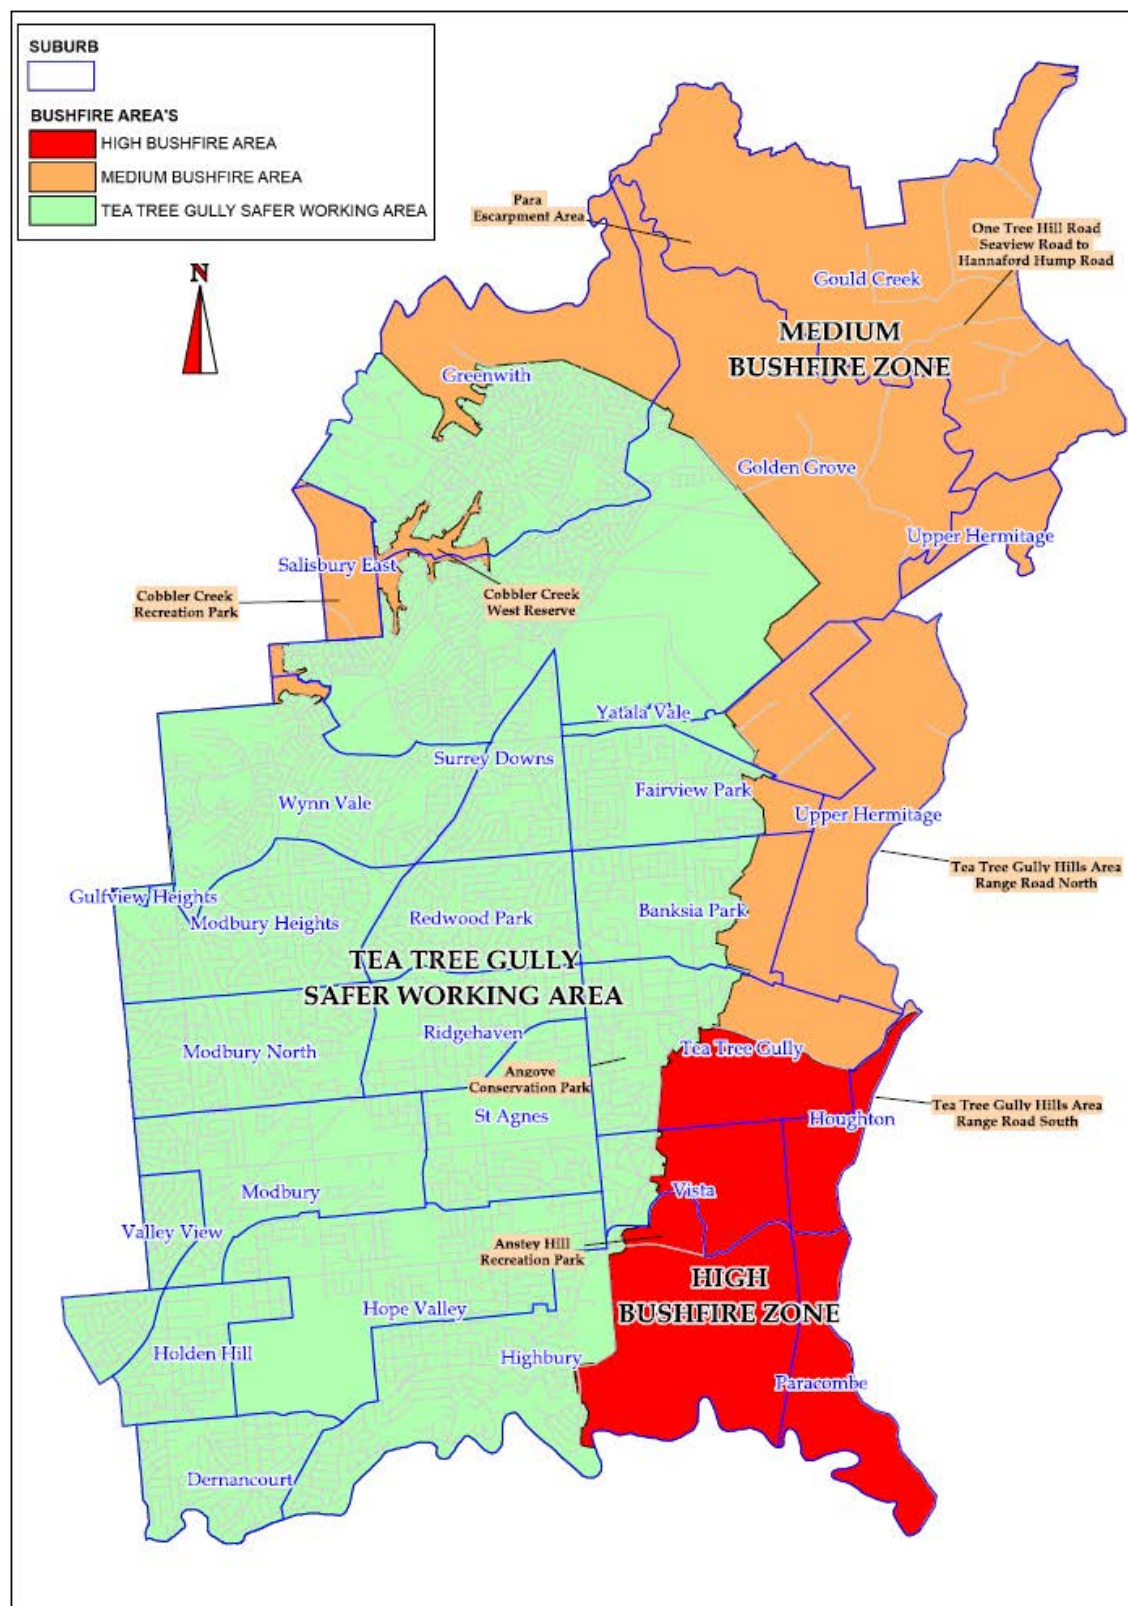 SUBURB
BUSHFIRE AREA'S
HIGH BUSHFIRE AREA
MEDIUM BUSHFIRE AREA
TEA TREE GULLY SAFER WORKING AREA
N
Para
Escarpment Area
One Tree Hill Road
Seaview Road to
Hannaford Hump Road
Gould Creek
MEDIUM
BUSHFIRE ZONE
Greenwith
Golden Grove
Upper Hermitage
Salisbury East
Cobbler Creek
Recreation Park
Cobbler Creek
West Reserve
Yatala Vale
Surrey Downs
Fairview Park
Wynn Vale
Upper Hermitage
Tea Tree Gully Hills Area
Range Road North
Gulfview Heights
Modbury Heights
Redwood Park
Banksia Park
TEA TREE GULLY
SAFER WORKING AREA
Ridgehaven
Modbury North
Tea Tree Gully
Angove
Conservation Park
Tea Tree Gully Hills Area
Range Road South
St Agnes
Houghton
Modbury
Vista
Valley View
Anstey Hill
Recreation Park
HIGH
BUSHFIRE ZONE
Hope Valley
Holden Hill
Highbury
Paracombe
Dernancourt